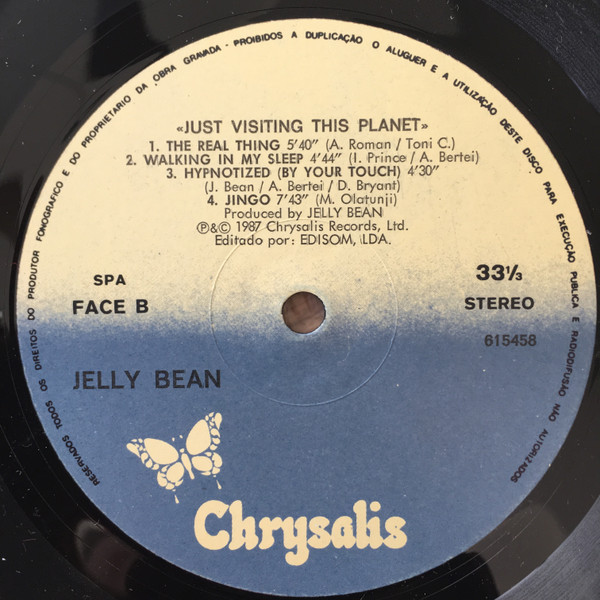 RESERVADOS TODOS OS DIREITOS DO PRODUTOR FONOGRAFICO E DO PROPRIETARIO DA OBRA GRAVADA - PROIBIDOS A DUPLICAÇÃO O ALUGUER E A UTILIZAÇÃO DESTE DISCO PARA EXECUÇÃO PUBLICA E RADIODIFUSÃO NÃO AUTORIZADOS
«JUST VISITING THIS PLANET»
1. THE REAL THING 5'40" (A. Roman / Toni C.)
2. WALKING IN MY SLEEP 4'44" (I. Prince / A. Bertei)
3. HYPNOTIZED (BY YOUR TOUCH) 4'30"
(J. Bean / A. Bertei / D. Bryant)
4. JINGO 7'43" (M. Olatunji)
Produced by JELLY BEAN
℗&© 1987 Chrysalis Records, Ltd.
Editado por: EDISOM, LDA.
SPA
FACE B
33⅓
STEREO
615458
JELLY BEAN
Chrysalis